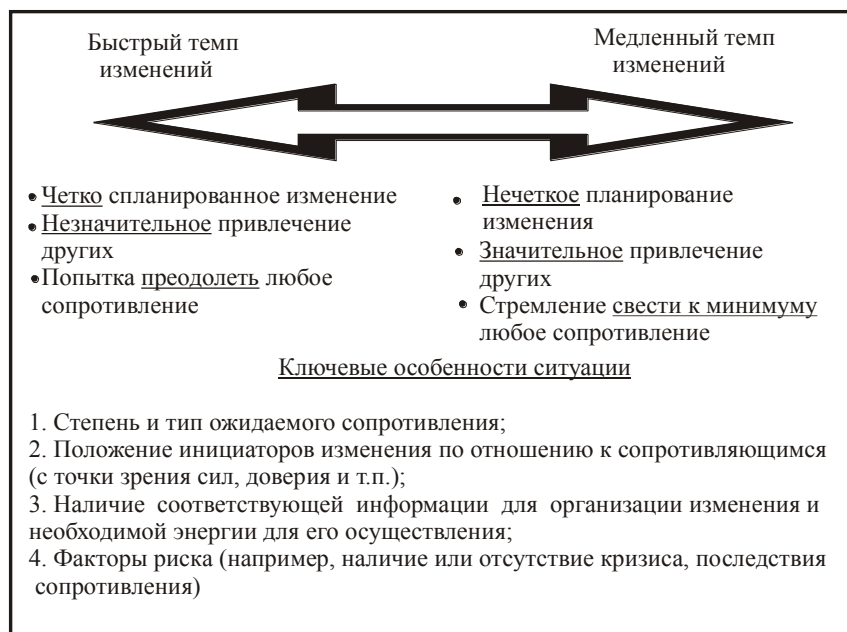 Быстрый темп
изменений
Медленный темп
изменений
• Четко спланированное изменение
• Незначительное привлечение
других
• Попытка преодолеть любое
сопротивление
• Нечеткое планирование
изменения
• Значительное привлечение
других
• Стремление свести к минимуму
любое сопротивление
Ключевые особенности ситуации
1. Степень и тип ожидаемого сопротивления;
2. Положение инициаторов изменения по отношению к сопротивляющимся
(с точки зрения сил, доверия и т.п.);
3. Наличие соответствующей информации для организации изменения и
необходимой энергии для его осуществления;
4. Факторы риска (например, наличие или отсутствие кризиса, последствия
сопротивления)